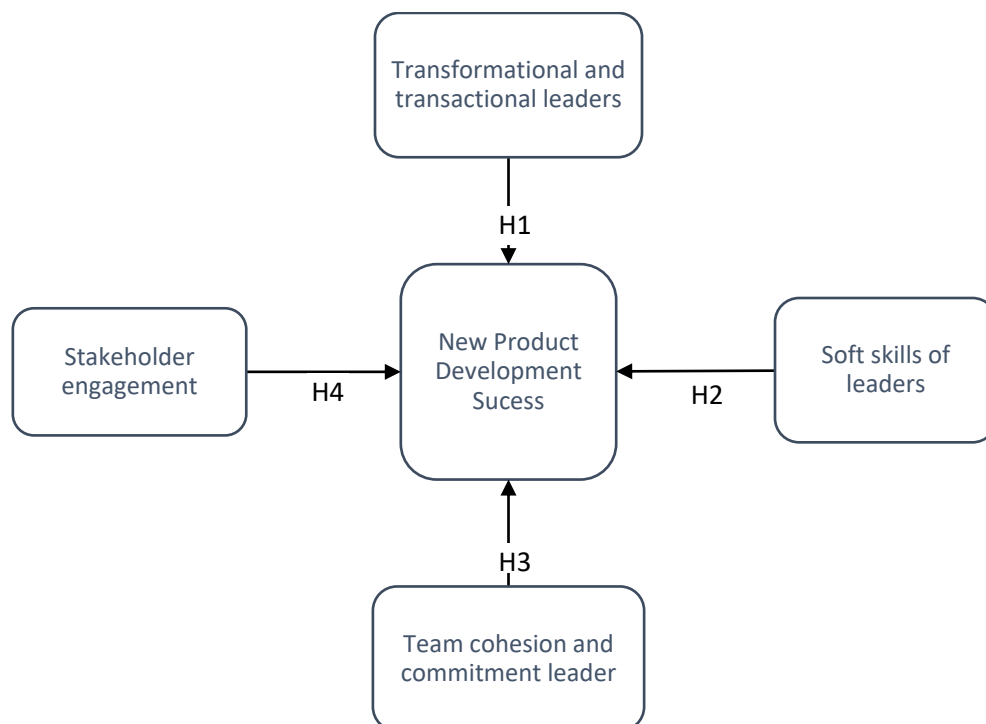 Transformational and
transactional leaders
H1
Stakeholder
engagement
H4
New Product
Development
Sucess
H2
Soft skills of
leaders
H3
Team cohesion and
commitment leader